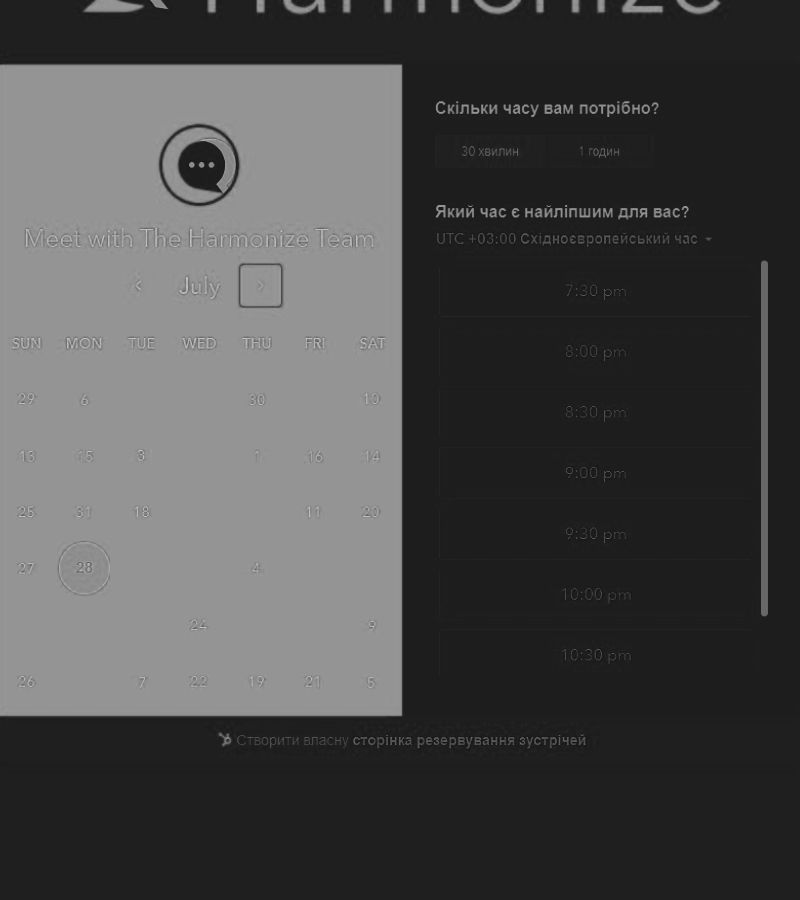 Harmonize
Meet with The Harmonize Team
July
SUN MON TUE WED THU FRI SAT
29 6 30 10
13 15 3 1 16 14
25 31 18 11 20
27 28 4
24 9
26 7 22 19 21 5
Скільки часу вам потрібно?
30 хвилин 1 годин
Який час є найліпшим для вас?
UTC +03:00 Східноєвропейський час
7:30 pm
8:00 pm
8:30 pm
9:00 pm
9:30 pm
10:00 pm
10:30 pm
Створити власну сторінка резервування зустрічей